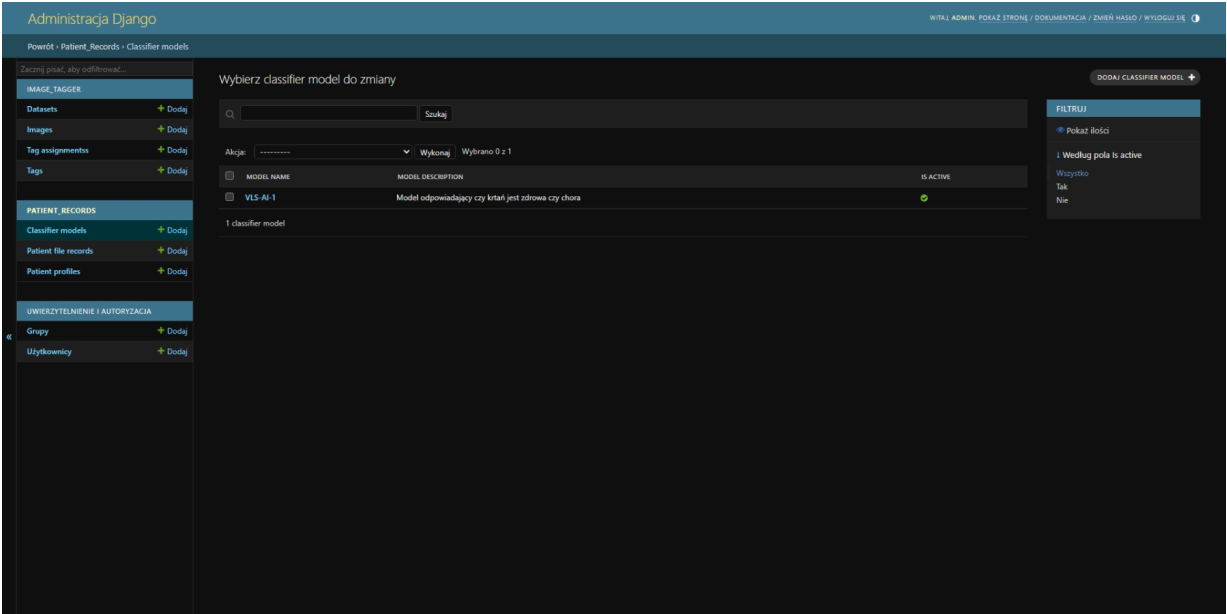 Administracja Django
WITAJ, ADMIN. POKAŻ STRONĘ / DOKUMENTACJA / ZMIEŃ HASŁO / WYLOGUJ SIĘ
Powrót › Patient_Records › Classifier models
Zacznij pisać, aby odfiltrować...
IMAGE_TAGGER
Datasets + Dodaj
Images + Dodaj
Tag assignmentss + Dodaj
Tags + Dodaj
PATIENT_RECORDS
Classifier models + Dodaj
Patient file records + Dodaj
Patient profiles + Dodaj
UWIERZYTELNIENIE I AUTORYZACJA
Grupy + Dodaj
Użytkownicy + Dodaj
«
Wybierz classifier model do zmiany
DODAJ CLASSIFIER MODEL +
Szukaj
Akcja: --------- Wykonaj Wybrano 0 z 1
MODEL NAME MODEL DESCRIPTION IS ACTIVE
VLS-AI-1 Model odpowiadający czy krtań jest zdrowa czy chora
1 classifier model
FILTRUJ
Pokaż ilości
↓ Według pola Is active
Wszystko
Tak
Nie